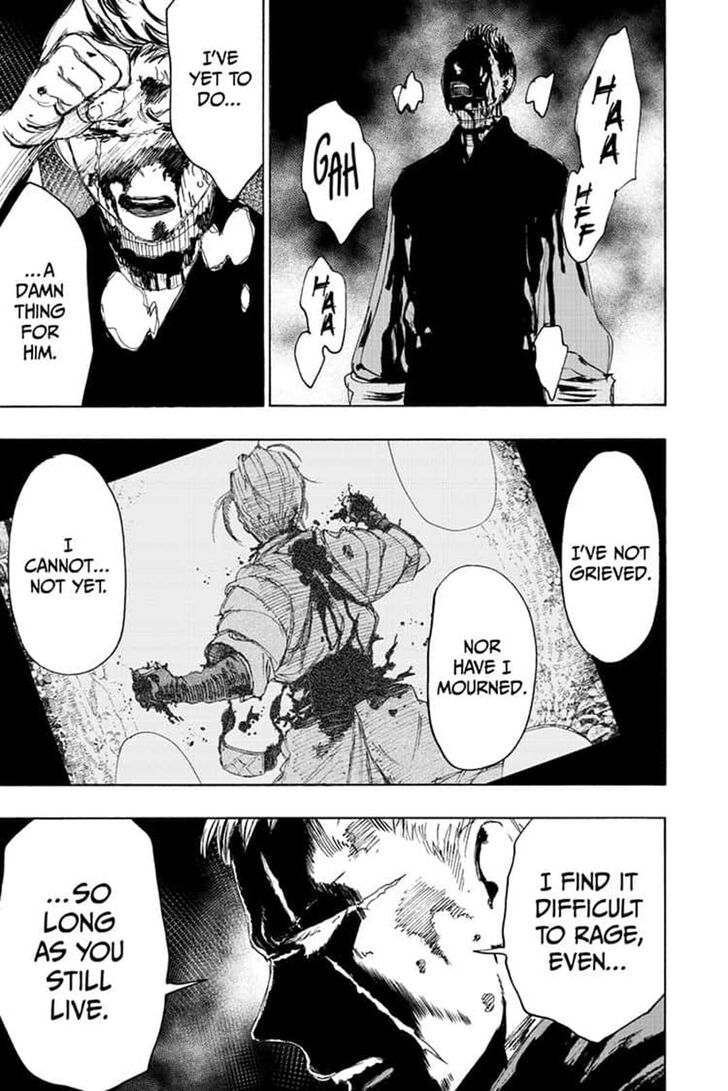 HAA
HFF
GAH
HAA
I'VE
YET TO
DO...
...A
DAMN
THING
FOR
HIM.
I'VE NOT
GRIEVED.
NOR
HAVE I
MOURNED.
I
CANNOT...
NOT YET.
I FIND IT
DIFFICULT
TO RAGE,
EVEN...
...SO
LONG
AS YOU
STILL
LIVE.